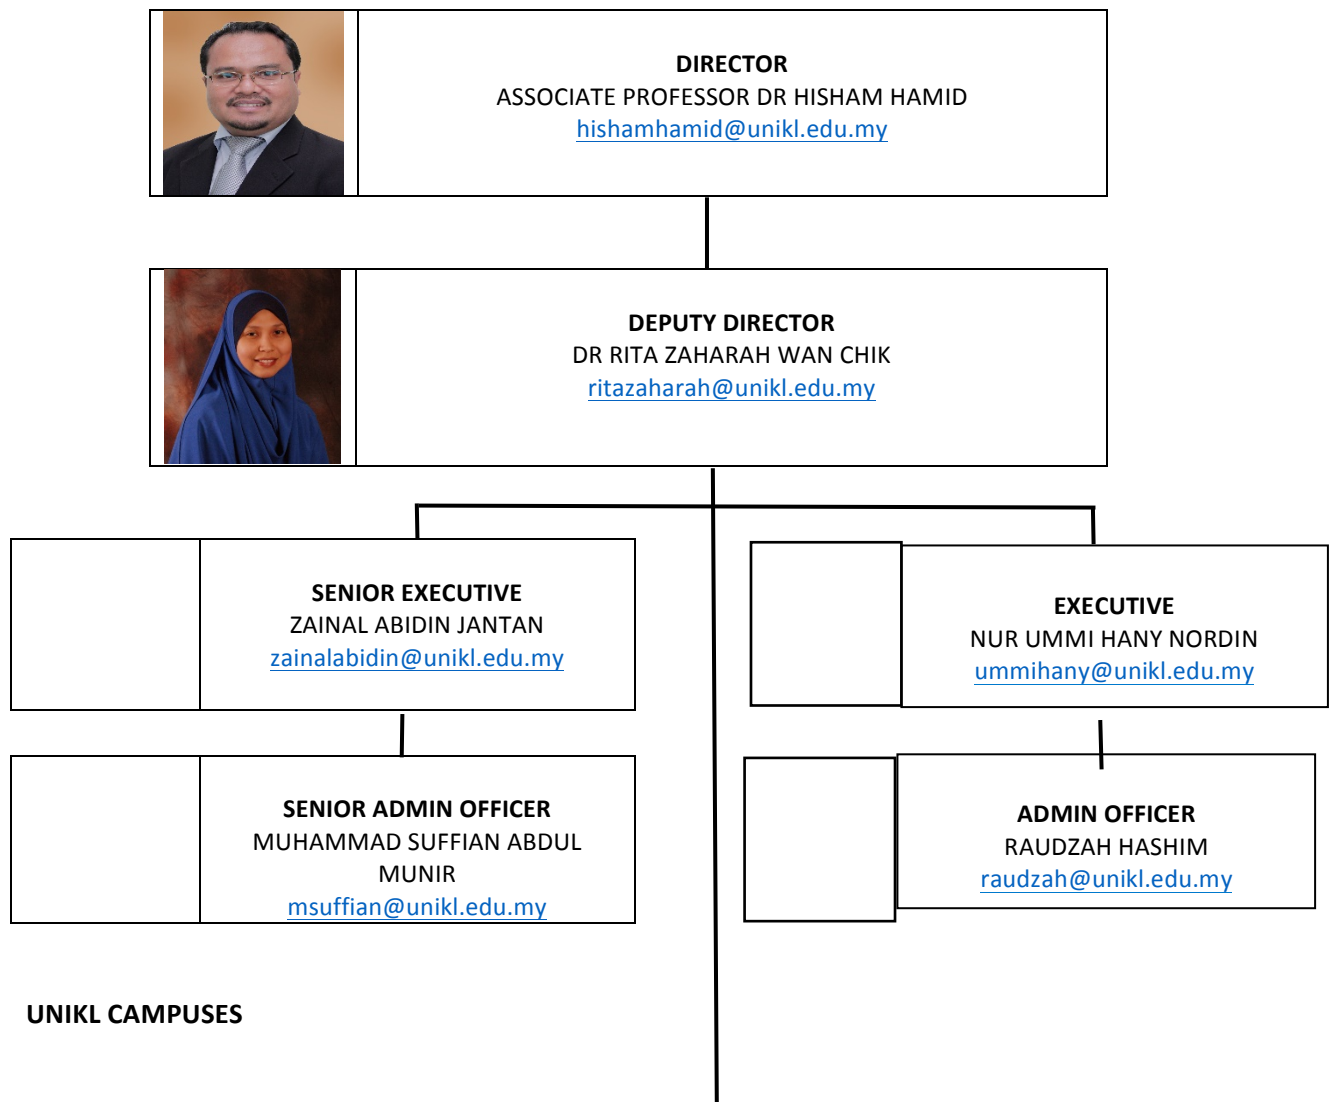 DIRECTOR
ASSOCIATE PROFESSOR DR HISHAM HAMID
hishamhamid@unikl.edu.my
DEPUTY DIRECTOR
DR RITA ZAHARAH WAN CHIK
ritazaharah@unikl.edu.my
SENIOR EXECUTIVE
ZAINAL ABIDIN JANTAN
zainalabidin@unikl.edu.my
EXECUTIVE
NUR UMMI HANY NORDIN
ummihany@unikl.edu.my
SENIOR ADMIN OFFICER
MUHAMMAD SUFFIAN ABDUL
MUNIR
msuffian@unikl.edu.my
ADMIN OFFICER
RAUDZAH HASHIM
raudzah@unikl.edu.my
UNIKL CAMPUSES